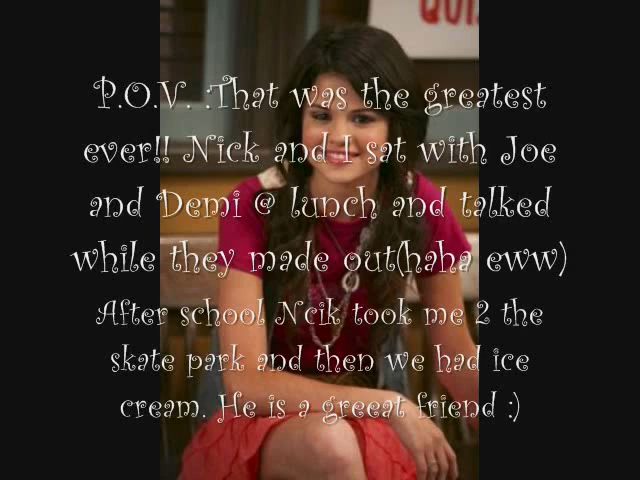 QUI
P.O.V. :That was the greatest
ever!! Nick and I sat with Joe
and Demi @ lunch and talked
while they made out(haha eww)
After school Ncik took me 2 the
skate park and then we had ice
cream. He is a greeat friend :)